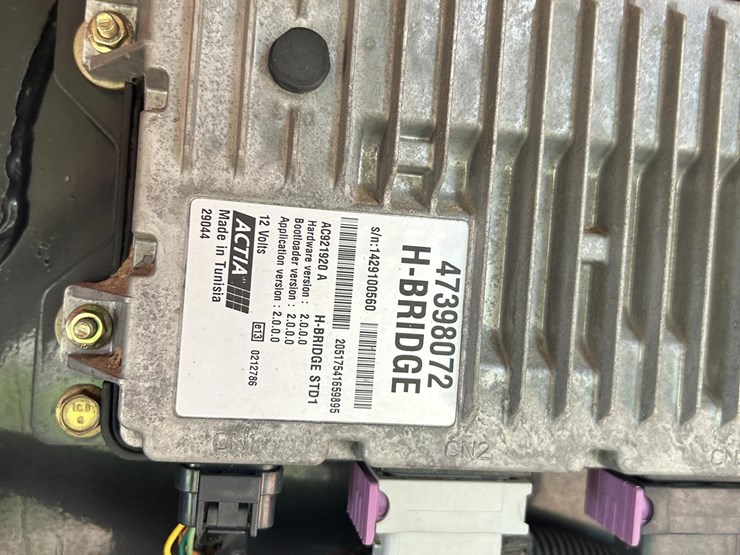 47398072
H-BRIDGE
s/n:1429100560
20517541659895
AC921920 A H-BRIDGE STD1
Hardware version : 2.0.0.0
Bootloader version : 2.0.0.0
Application version : 2.0.0.0
12 Volts e13 0212786
ACTIA
Made in Tunisia
29044
CN1
CN2